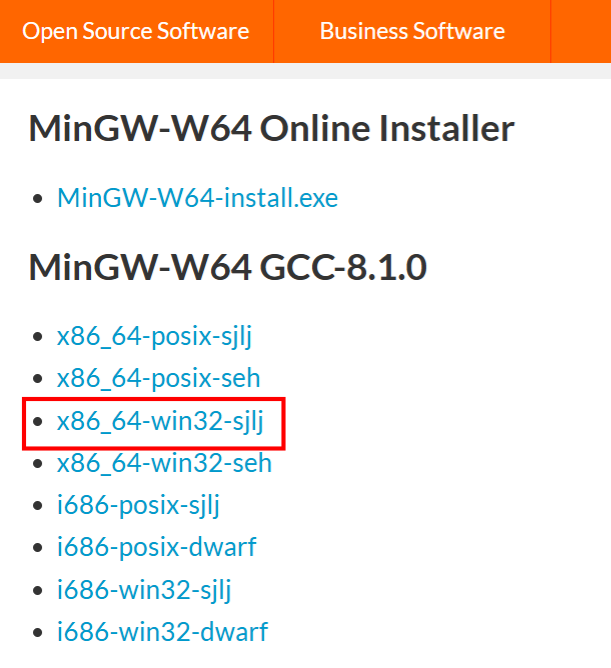 Open Source Software
Business Software
MinGW-W64 Online Installer
MinGW-W64-install.exe
MinGW-W64 GCC-8.1.0
x86_64-posix-sjlj
x86_64-posix-seh
x86_64-win32-sjlj
x86_64-win32-seh
i686-posix-sjlj
i686-posix-dwarf
i686-win32-sjlj
i686-win32-dwarf